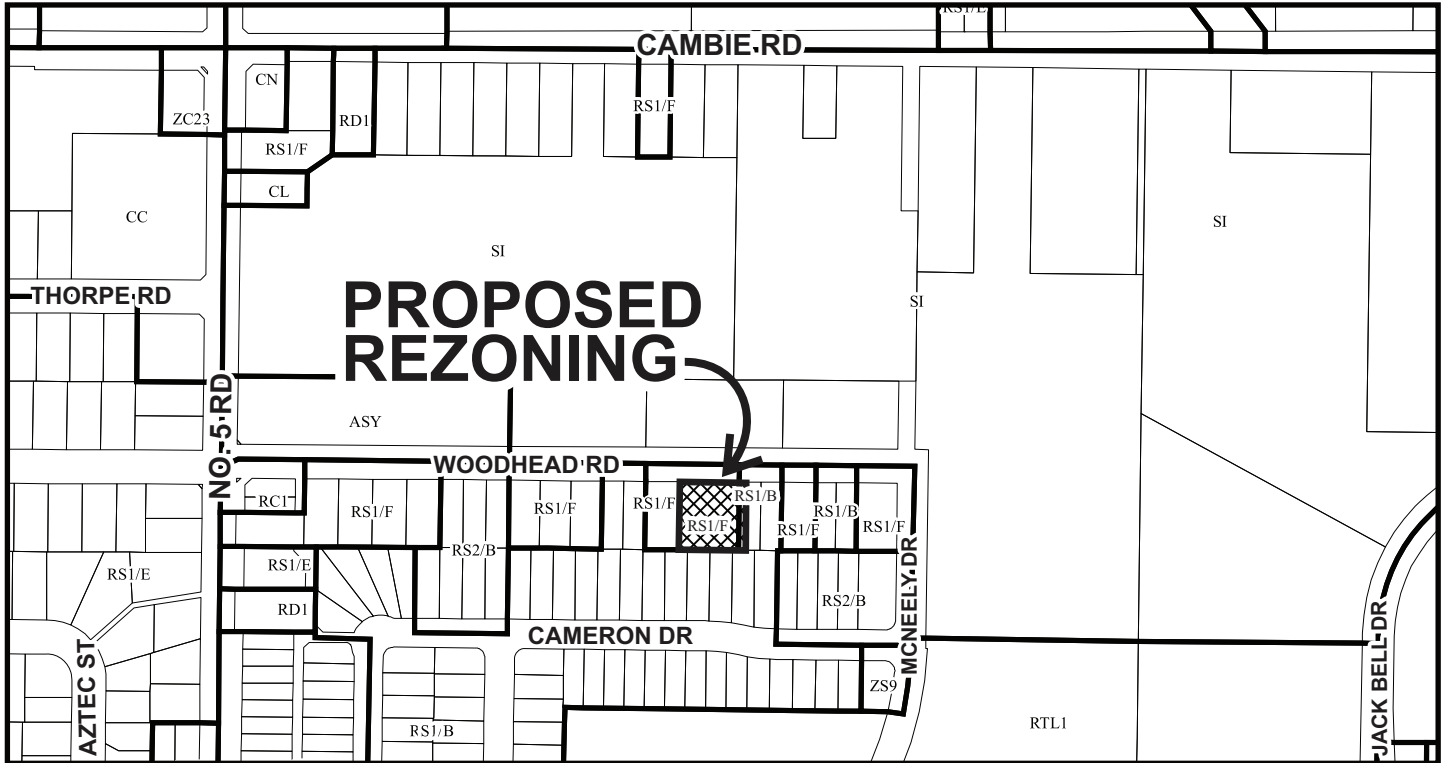 RS1/E
CAMBIE RD
CN
ZC23
RD1
RS1/F
RS1/F
CL
CC
SI
SI
SI
THORPE RD
PROPOSED
REZONING
NO. 5 RD
ASY
WOODHEAD RD
RC1
RS1/F
RS2/B
RS1/F
RS1/F
RS1/F
RS1/B
RS1/F
RS1/B
RS1/F
RS1/E
RS1/E
RD1
RS2/B
MCNEELY DR
CAMERON DR
AZTEC ST
ZS9
RS1/B
RTL1
JACK BELL DR